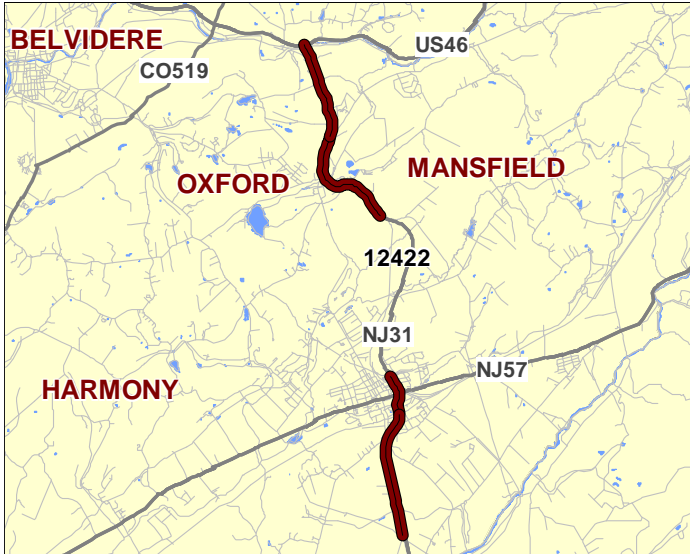 BELVIDERE
US46
CO519
MANSFIELD
OXFORD
12422
NJ31
NJ57
HARMONY